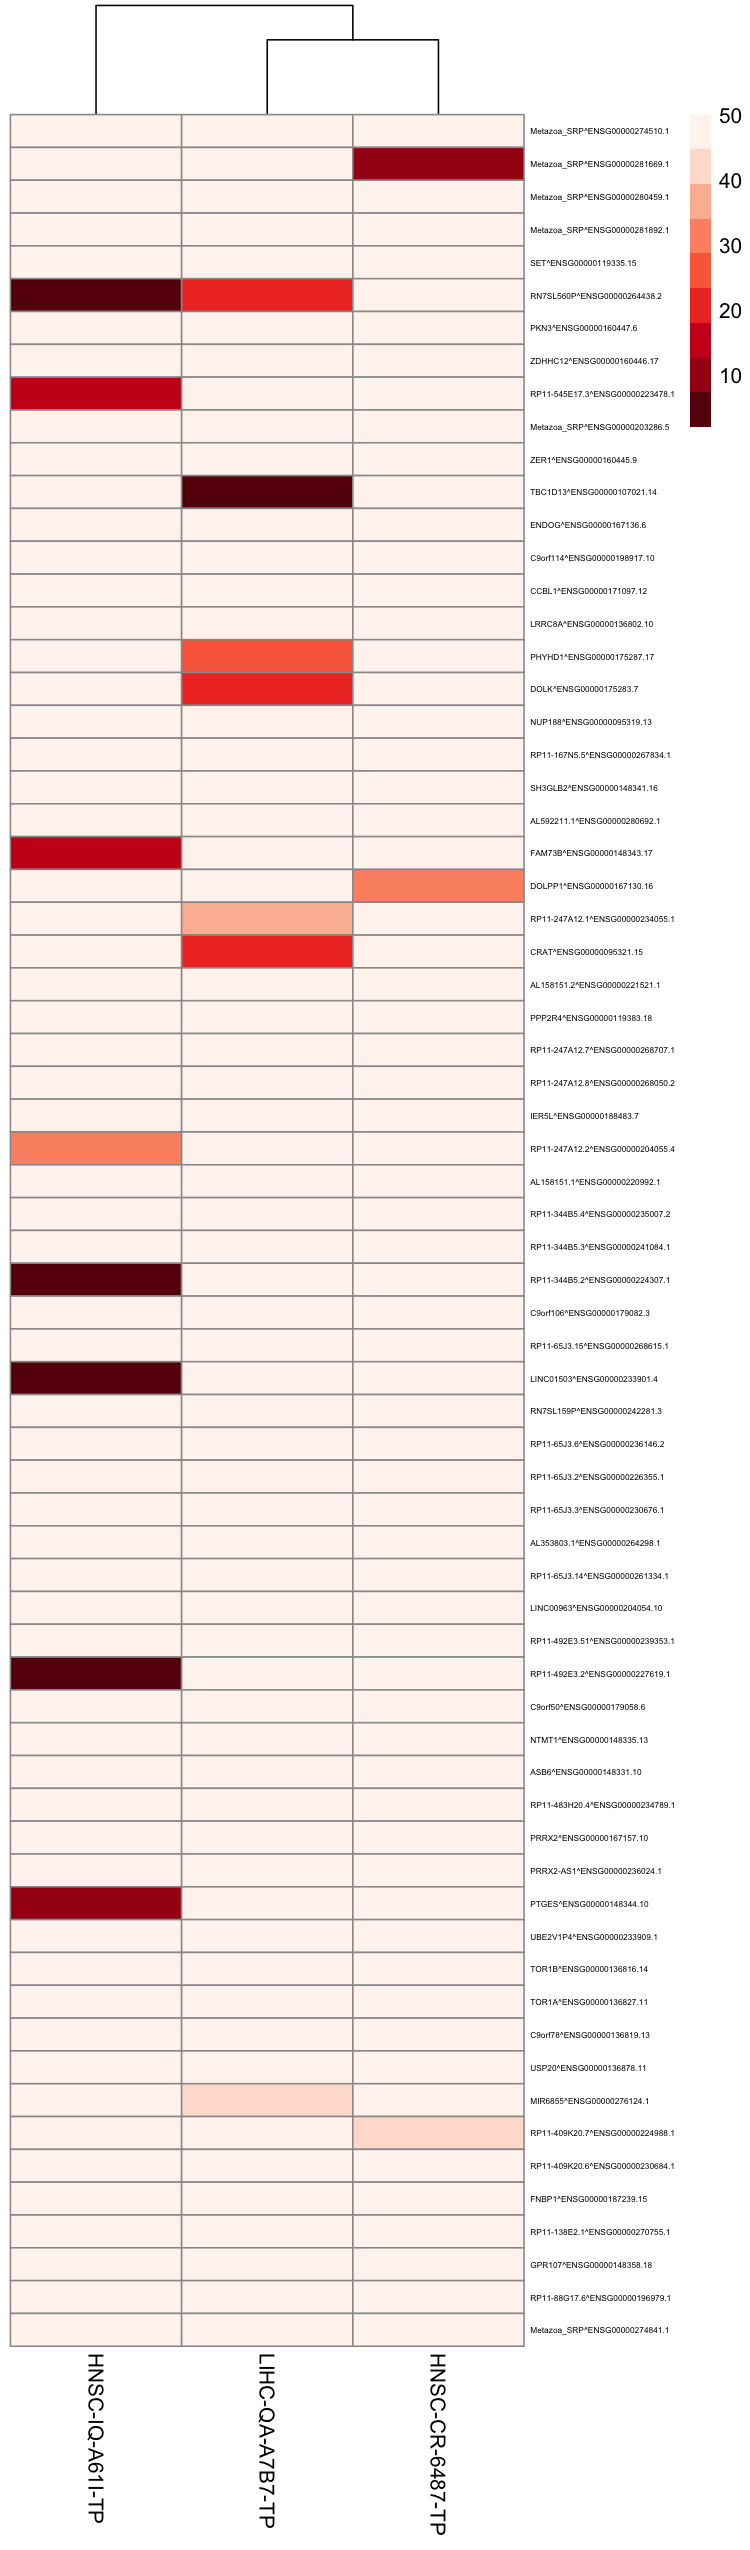 Metazoa_SRP^ENSG00000274510.1
Metazoa_SRP^ENSG00000281669.1
Metazoa_SRP^ENSG00000280459.1
Metazoa_SRP^ENSG00000281892.1
SET^ENSG00000119335.15
RN7SL560P^ENSG00000264438.2
PKN3^ENSG00000160447.6
ZDHHC12^ENSG00000160446.17
RP11-545E17.3^ENSG00000223478.1
Metazoa_SRP^ENSG00000203286.5
ZER1^ENSG00000160445.9
TBC1D13^ENSG00000107021.14
ENDOG^ENSG00000167136.6
C9orf114^ENSG00000198917.10
CCBL1^ENSG00000171097.12
LRRC8A^ENSG00000136802.10
PHYHD1^ENSG00000175287.17
DOLK^ENSG00000175283.7
NUP188^ENSG00000095319.13
RP11-167N5.5^ENSG00000267834.1
SH3GLB2^ENSG00000148341.16
AL592211.1^ENSG00000280692.1
FAM73B^ENSG00000148343.17
DOLPP1^ENSG00000167130.16
RP11-247A12.1^ENSG00000234055.1
CRAT^ENSG00000095321.15
AL158151.2^ENSG00000221521.1
PPP2R4^ENSG00000119383.18
RP11-247A12.7^ENSG00000268707.1
RP11-247A12.8^ENSG00000268050.2
IER5L^ENSG00000188483.7
RP11-247A12.2^ENSG00000204055.4
AL158151.1^ENSG00000220992.1
RP11-344B5.4^ENSG00000235007.2
RP11-344B5.3^ENSG00000241084.1
RP11-344B5.2^ENSG00000224307.1
C9orf106^ENSG00000179082.3
RP11-65J3.15^ENSG00000268615.1
LINC01503^ENSG00000233901.4
RN7SL159P^ENSG00000242281.3
RP11-65J3.6^ENSG00000236146.2
RP11-65J3.2^ENSG00000226355.1
RP11-65J3.3^ENSG00000230676.1
AL353803.1^ENSG00000264298.1
RP11-65J3.14^ENSG00000261334.1
LINC00963^ENSG00000204054.10
RP11-492E3.51^ENSG00000239353.1
RP11-492E3.2^ENSG00000227619.1
C9orf50^ENSG00000179058.6
NTMT1^ENSG00000148335.13
ASB6^ENSG00000148331.10
RP11-483H20.4^ENSG00000234789.1
PRRX2^ENSG00000167157.10
PRRX2-AS1^ENSG00000236024.1
PTGES^ENSG00000148344.10
UBE2V1P4^ENSG00000233909.1
TOR1B^ENSG00000136816.14
TOR1A^ENSG00000136827.11
C9orf78^ENSG00000136819.13
USP20^ENSG00000136878.11
MIR6855^ENSG00000276124.1
RP11-409K20.7^ENSG00000224988.1
RP11-409K20.6^ENSG00000230684.1
FNBP1^ENSG00000187239.15
RP11-138E2.1^ENSG00000270755.1
GPR107^ENSG00000148358.18
RP11-88G17.6^ENSG00000196979.1
Metazoa_SRP^ENSG00000274841.1
50
40
30
20
10
HNSC-IQ-A61I-TP
LIHC-QA-A7B7-TP
HNSC-CR-6487-TP